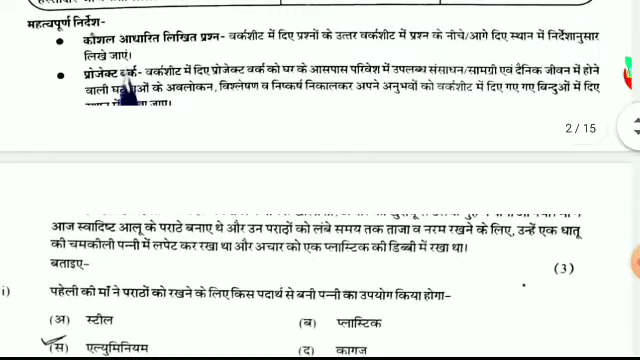 महत्वपूर्ण निर्देश-
● कौशल आधारित लिखित प्रश्न- वर्कशीट में दिए प्रश्नों के उत्तर वर्कशीट में प्रश्न के नीचे/आगे दिए स्थान में निर्देशानुसार
लिखे जाएं।
● प्रोजेक्ट वर्क- वर्कशीट में दिए प्रोजेक्ट वर्क को घर के आसपास परिवेश में उपलब्ध संसाधन/सामग्री एवं दैनिक जीवन में होने
वाली के अवलोकन, विश्लेषण व निष्कर्ष निकालकर अपने अनुभवों को वर्कशीट में दिए गए गए बिन्दुओं में दिए
2 / 15
आज स्वादिष्ट आलू के पराठे बनाए थे और उन पराठों को लंबे समय तक ताजा व नरम रखने के लिए, उन्हें एक धातू
की चमकीली पन्नी में लपेट कर रखा था और अचार को एक प्लास्टिक की डिब्बी में रखा था।
बताइए- (3)
i) पहेली की माँ ने पराठों को रखने के लिए किस पदार्थ से बनी पन्नी का उपयोग किया होगा-
(अ) स्टील (ब) प्लास्टिक
(स) एल्युमिनियम (द) कागज